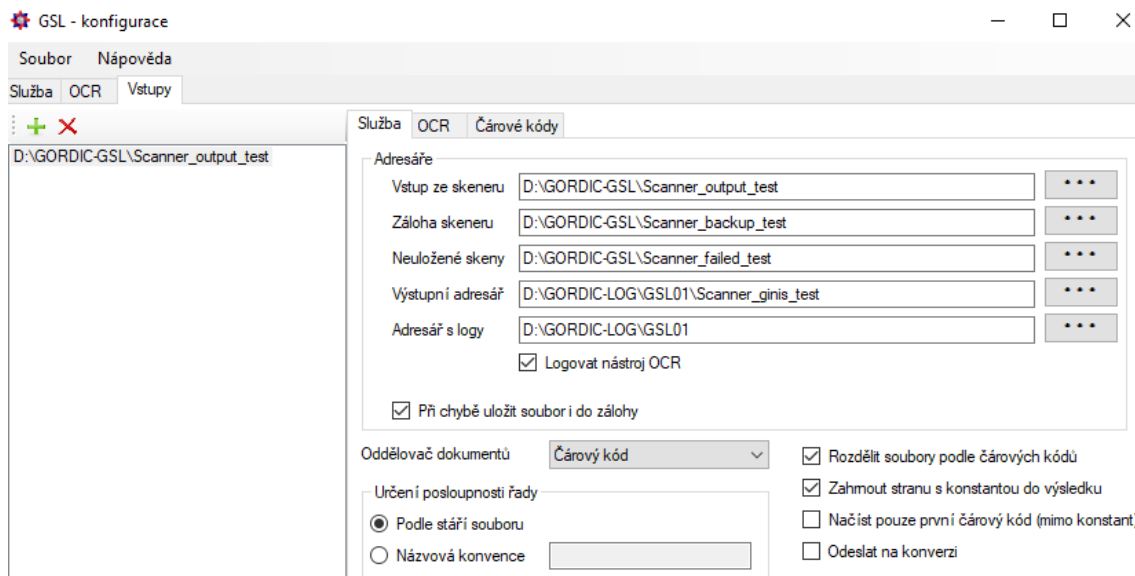 GSL - konfigurace
Soubor Nápověda
Služba OCR Vstupy
D:\GORDIC-GSL\Scanner_output_test
Služba OCR Čárové kódy
Adresáře
Vstup ze skeneru D:\GORDIC-GSL\Scanner_output_test
Záloha skeneru D:\GORDIC-GSL\Scanner_backup_test
Neuložené skeny D:\GORDIC-GSL\Scanner_failed_test
Výstupní adresář D:\GORDIC-LOG\GSL01\Scanner_ginis_test
Adresář s logy D:\GORDIC-LOG\GSL01
Logovat nástroj OCR
Při chybě uložit soubor i do zálohy
Oddělovač dokumentů Čárový kód
Určení posloupnosti řady
Podle stáří souboru
Názvová konvence
Rozdělit soubory podle čárových kódů
Zahrnout stranu s konstantou do výsledku
Načíst pouze první čárový kód (mimo konstant)
Odeslat na konverzi